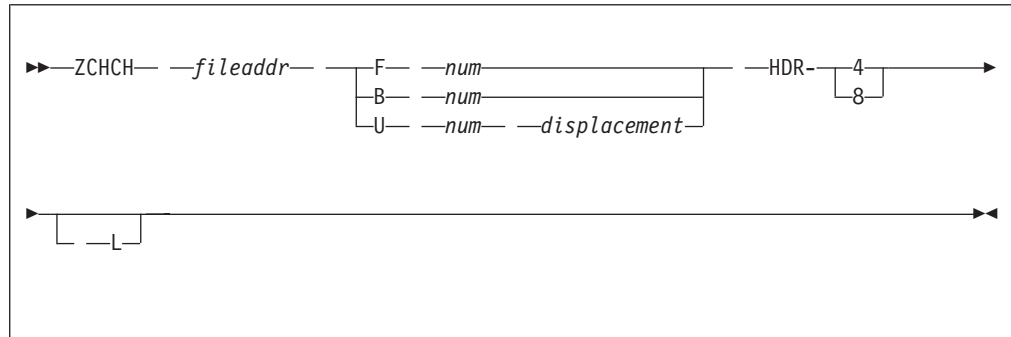 ZCHCH fileaddr F num HDR- 4
B num 8
U num displacement
L